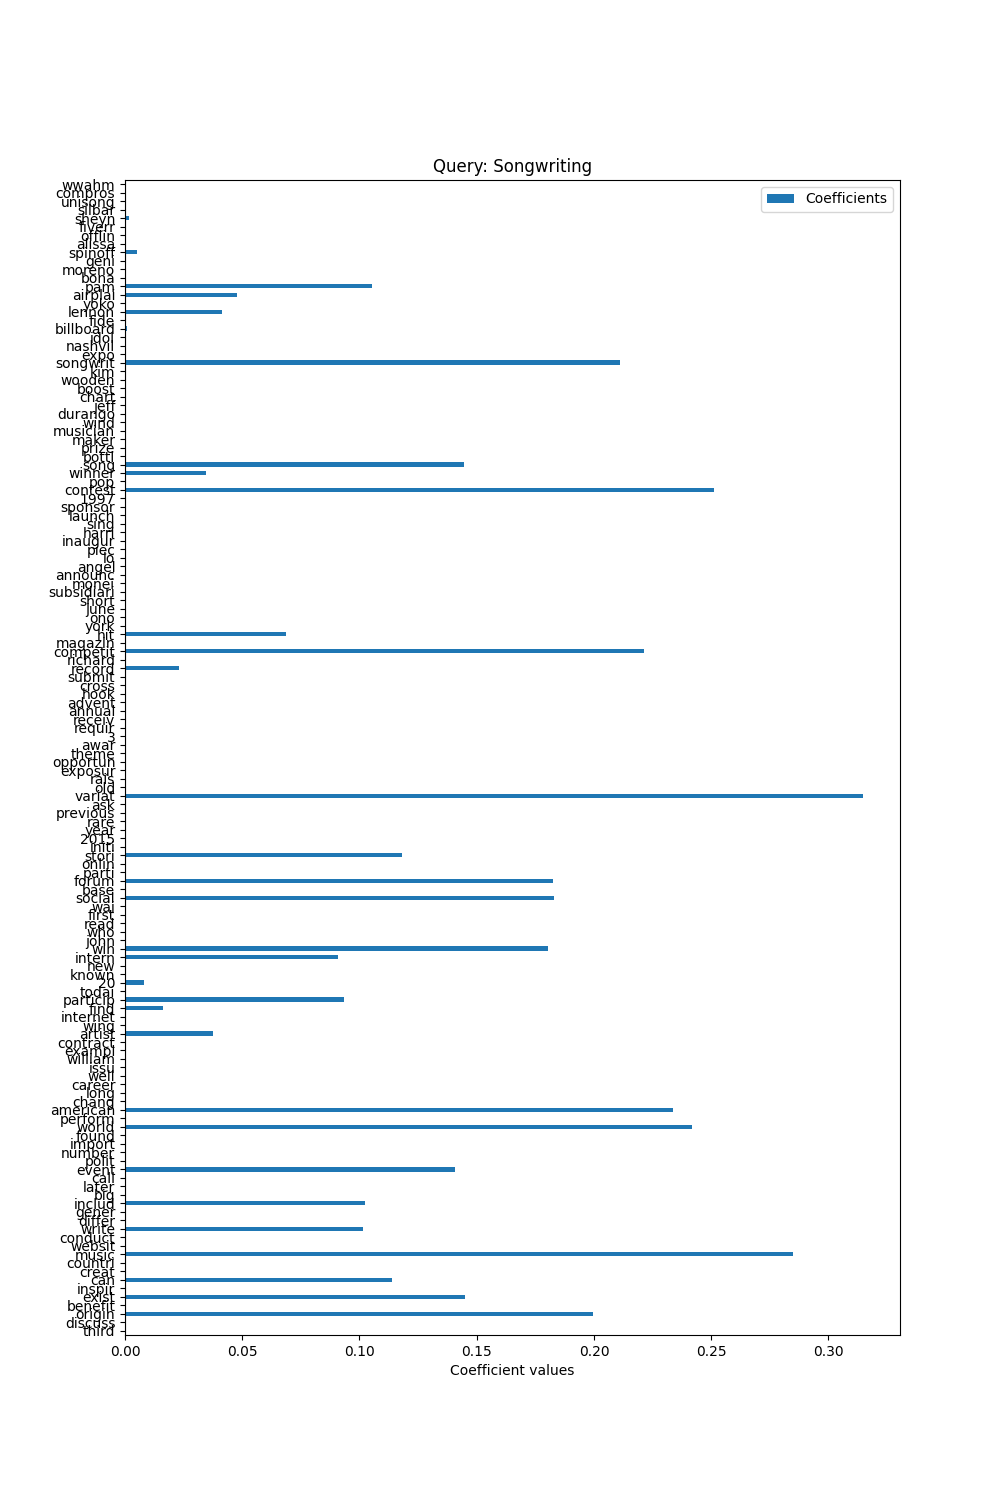 Query: Songwriting
Coefficients
wwahm
compros
unisong
slibar
shevn
fiverr
offlin
alissa
spinoff
geni
moreno
bona
pam
airplai
yoko
lennon
fide
billboard
idol
nashvil
expo
songwrit
kim
wooden
boost
chart
jeff
durango
wind
musician
maker
prize
bottl
song
winner
pop
contest
1997
sponsor
launch
sing
harri
inaugur
piec
lo
angel
announc
monei
subsidiari
short
june
ono
york
hit
magazin
competit
richard
record
submit
cross
hook
advent
annual
receiv
requir
3
awar
theme
opportun
exposur
rais
old
variat
ask
previous
rare
year
2015
initi
stori
onlin
parti
forum
base
social
wai
first
read
who
john
win
intern
new
known
20
todai
particip
find
internet
wing
artist
contract
exampl
william
issu
well
career
long
chang
american
perform
world
found
import
number
polit
event
call
later
big
includ
gener
differ
write
conduct
websit
music
countri
creat
can
inspir
exist
benefit
origin
discuss
third
0.00 0.05 0.10 0.15 0.20 0.25 0.30
Coefficient values